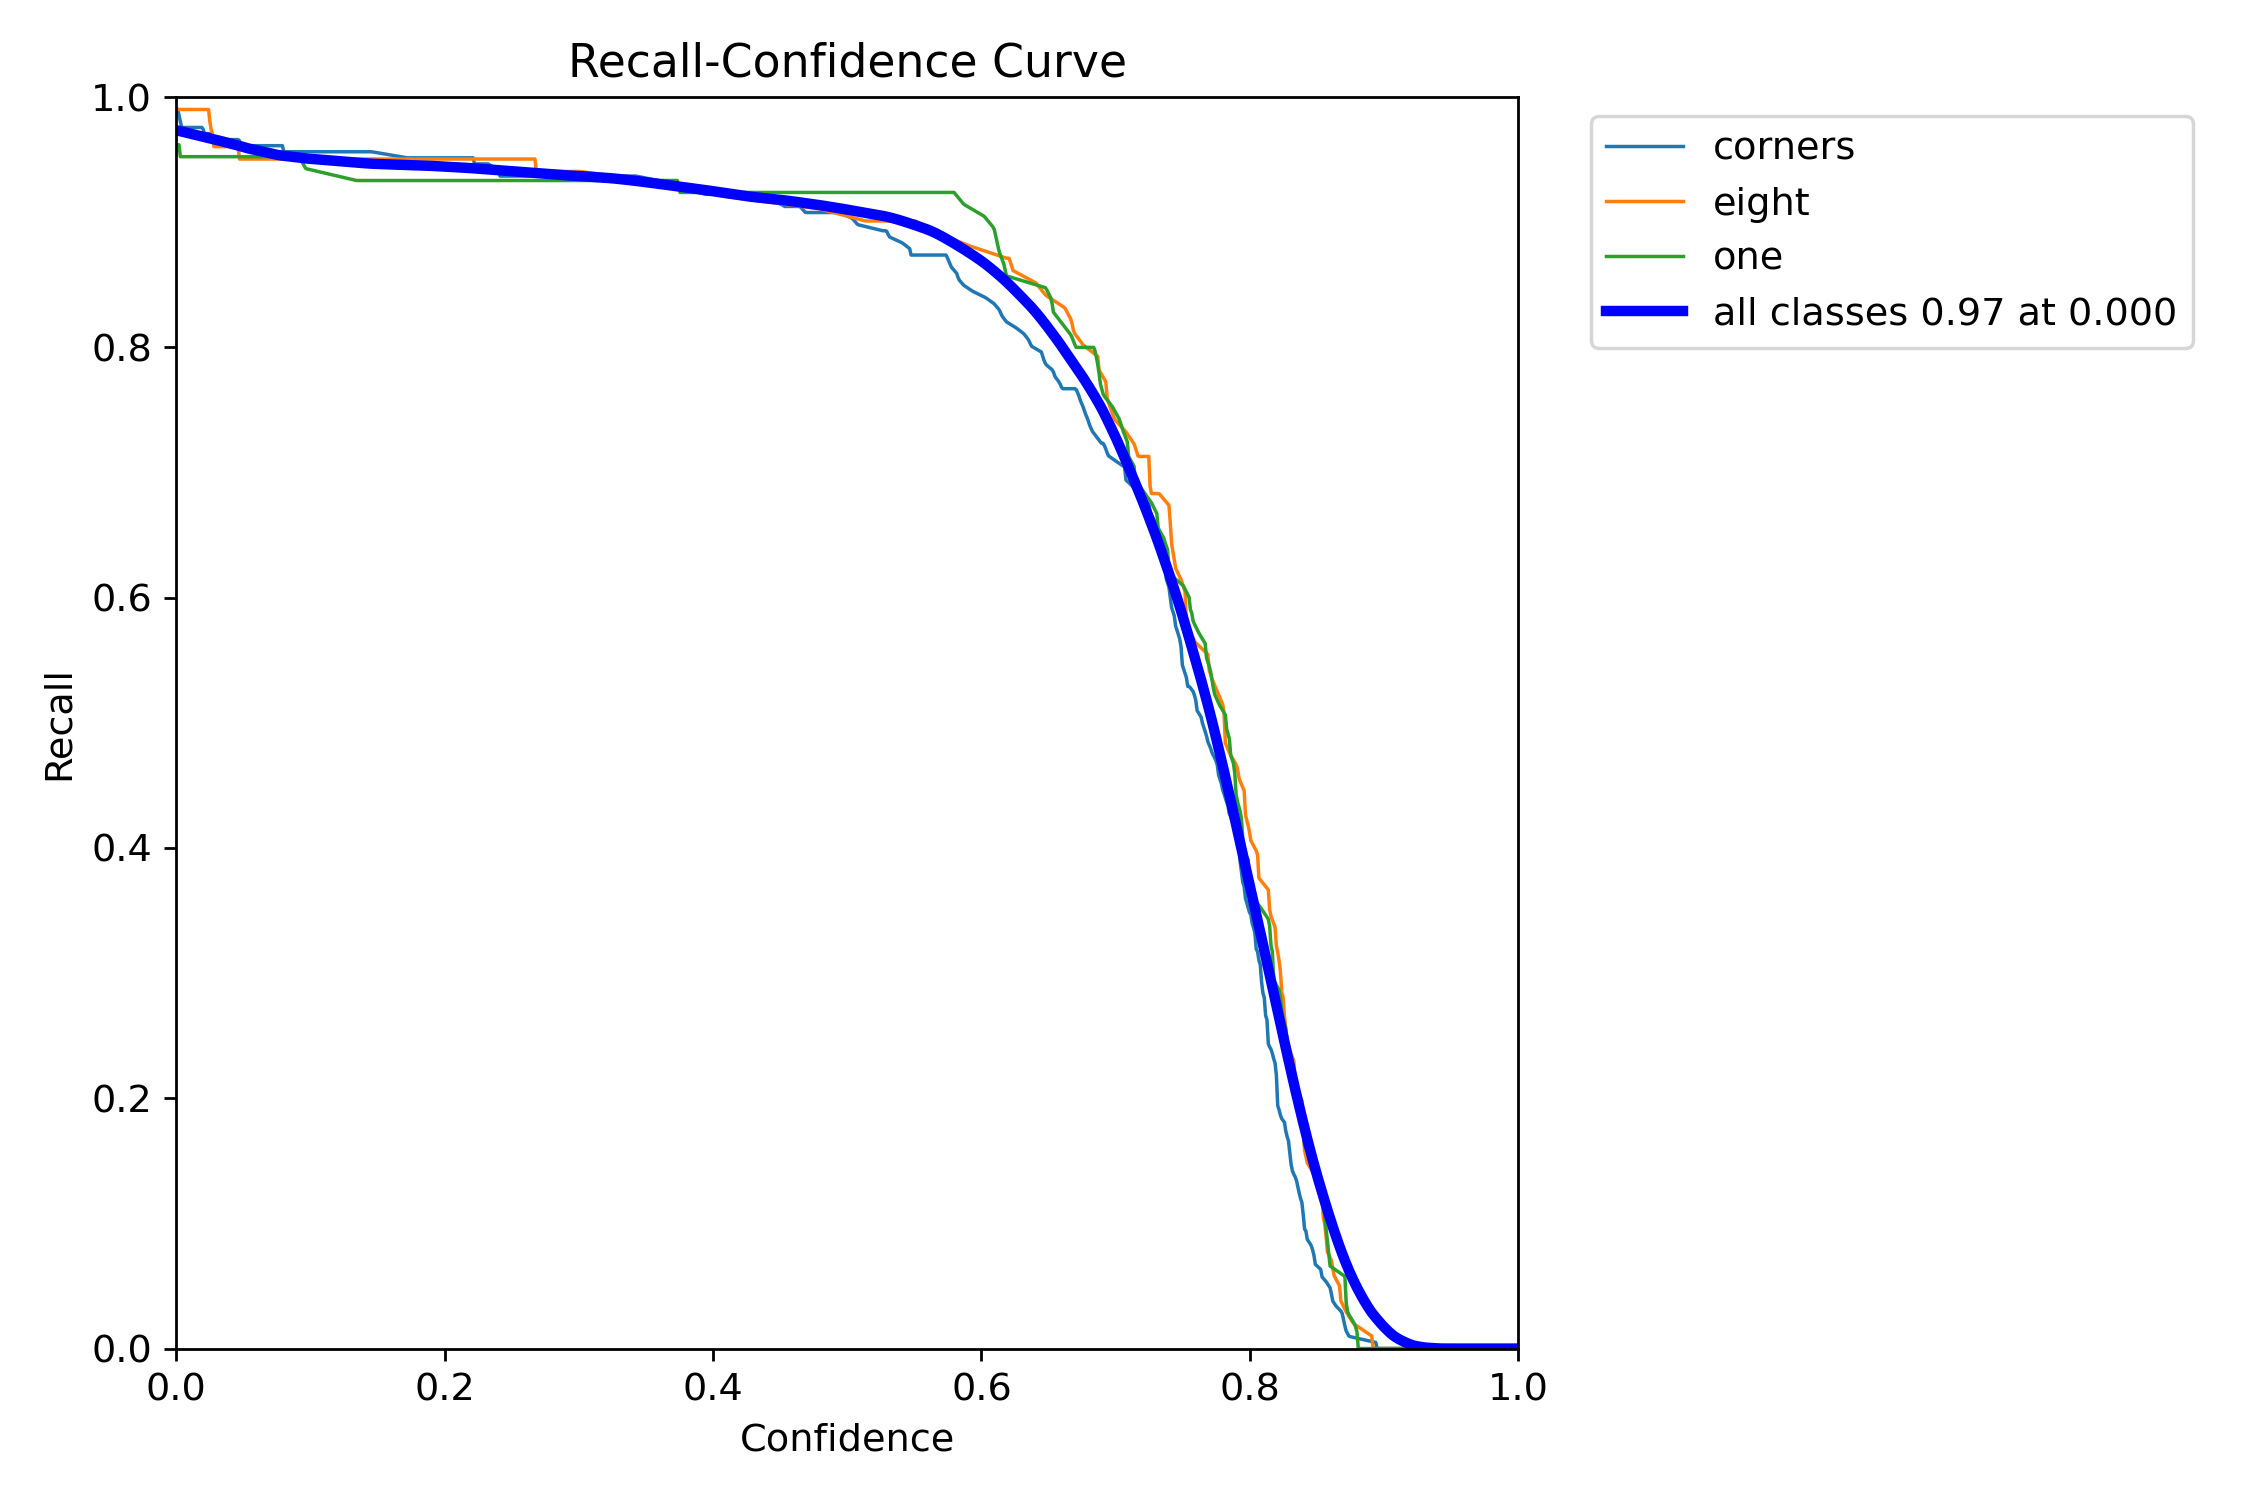 Recall-Confidence Curve
1.0
0.8
0.6
0.4
0.2
0.0
Recall
0.0 0.2 0.4 0.6 0.8 1.0
Confidence
corners
eight
one
all classes 0.97 at 0.000